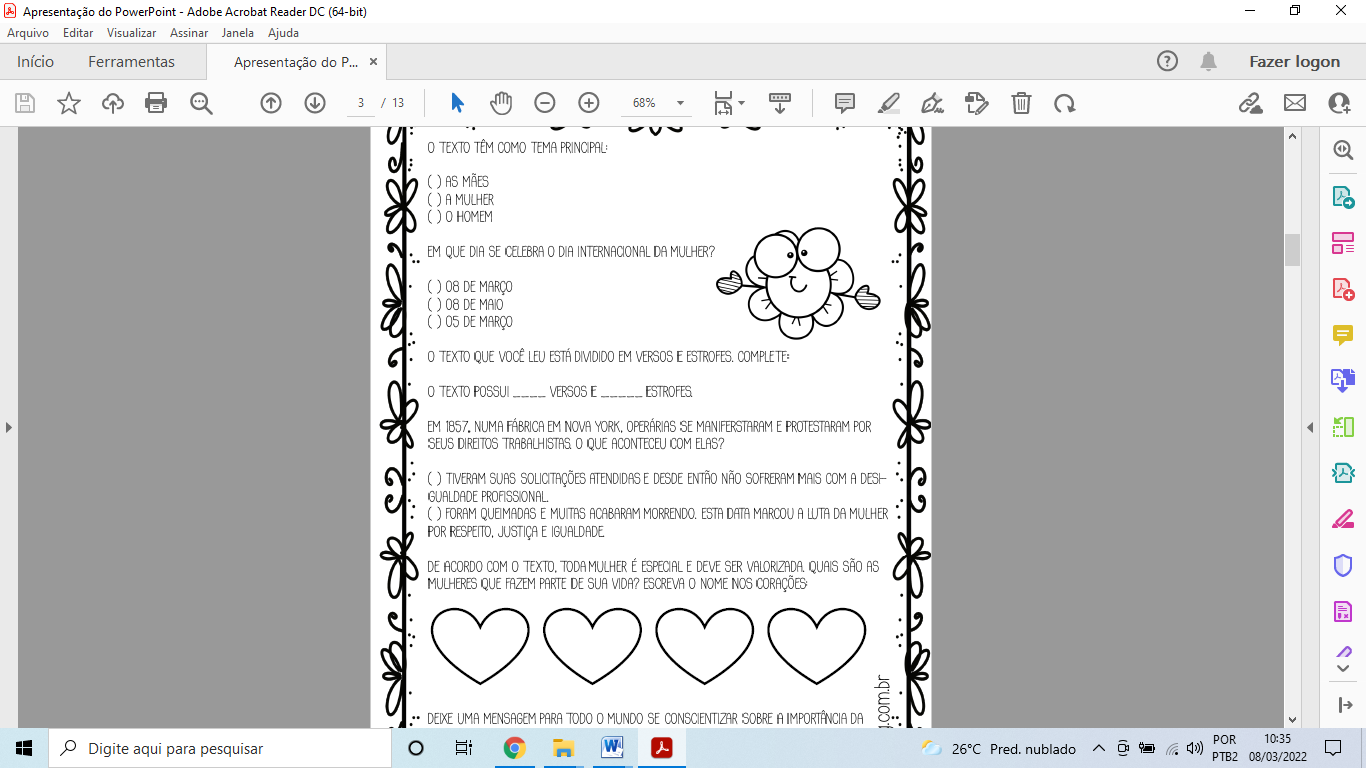 Apresentação do PowerPoint - Adobe Acrobat Reader DC (64-bit)
Arquivo Editar Visualizar Assinar Janela Ajuda
Início Ferramentas Apresentação do P... × Fazer logon
3 / 13 68%
O TEXTO TÊM COMO TEMA PRINCIPAL:
( ) AS MÃES
( ) A MULHER
( ) O HOMEM
EM QUE DIA SE CELEBRA O DIA INTERNACIONAL DA MULHER?
( ) 08 DE MARÇO
( ) 08 DE MAIO
( ) 05 DE MARÇO
O TEXTO QUE VOCÊ LEU ESTÁ DIVIDIDO EM VERSOS E ESTROFES. COMPLETE:
O TEXTO POSSUI ____ VERSOS E _____ ESTROFES.
EM 1857, NUMA FÁBRICA EM NOVA YORK, OPERÁRIAS SE MANIFERSTARAM E PROTESTARAM POR
SEUS DIREITOS TRABALHISTAS. O QUE ACONTECEU COM ELAS?
( ) TIVERAM SUAS SOLICITAÇÕES ATENDIDAS E DESDE ENTÃO NÃO SOFRERAM MAIS COM A DESI-
GUALDADE PROFISSIONAL.
( ) FORAM QUEIMADAS E MUITAS ACABARAM MORRENDO. ESTA DATA MARCOU A LUTA DA MULHER
POR RESPEITO, JUSTIÇA E IGUALDADE.
DE ACORDO COM O TEXTO, TODA MULHER É ESPECIAL E DEVE SER VALORIZADA. QUAIS SÃO AS
MULHERES QUE FAZEM PARTE DE SUA VIDA? ESCREVA O NOME NOS CORAÇÕES:
.com.br
DEIXE UMA MENSAGEM PARA TODO O MUNDO SE CONSCIENTIZAR SOBRE A IMPORTÂNCIA DA
Digite aqui para pesquisar
26°C Pred. nublado
POR
PTB2
10:35
08/03/2022